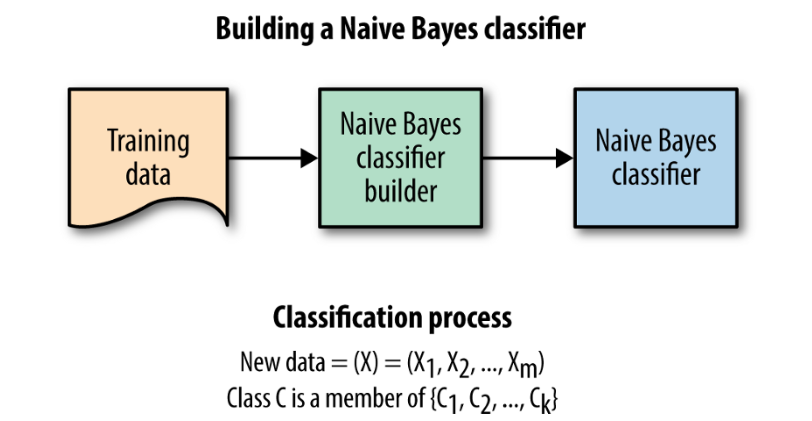 Building a Naive Bayes classifier
Training
data
Naive Bayes
classifier
builder
Naive Bayes
classifier
Classification process
New data = (X) = (X₁, X₂, ..., Xₘ)
Class C is a member of {C₁, C₂, ..., Cₖ}